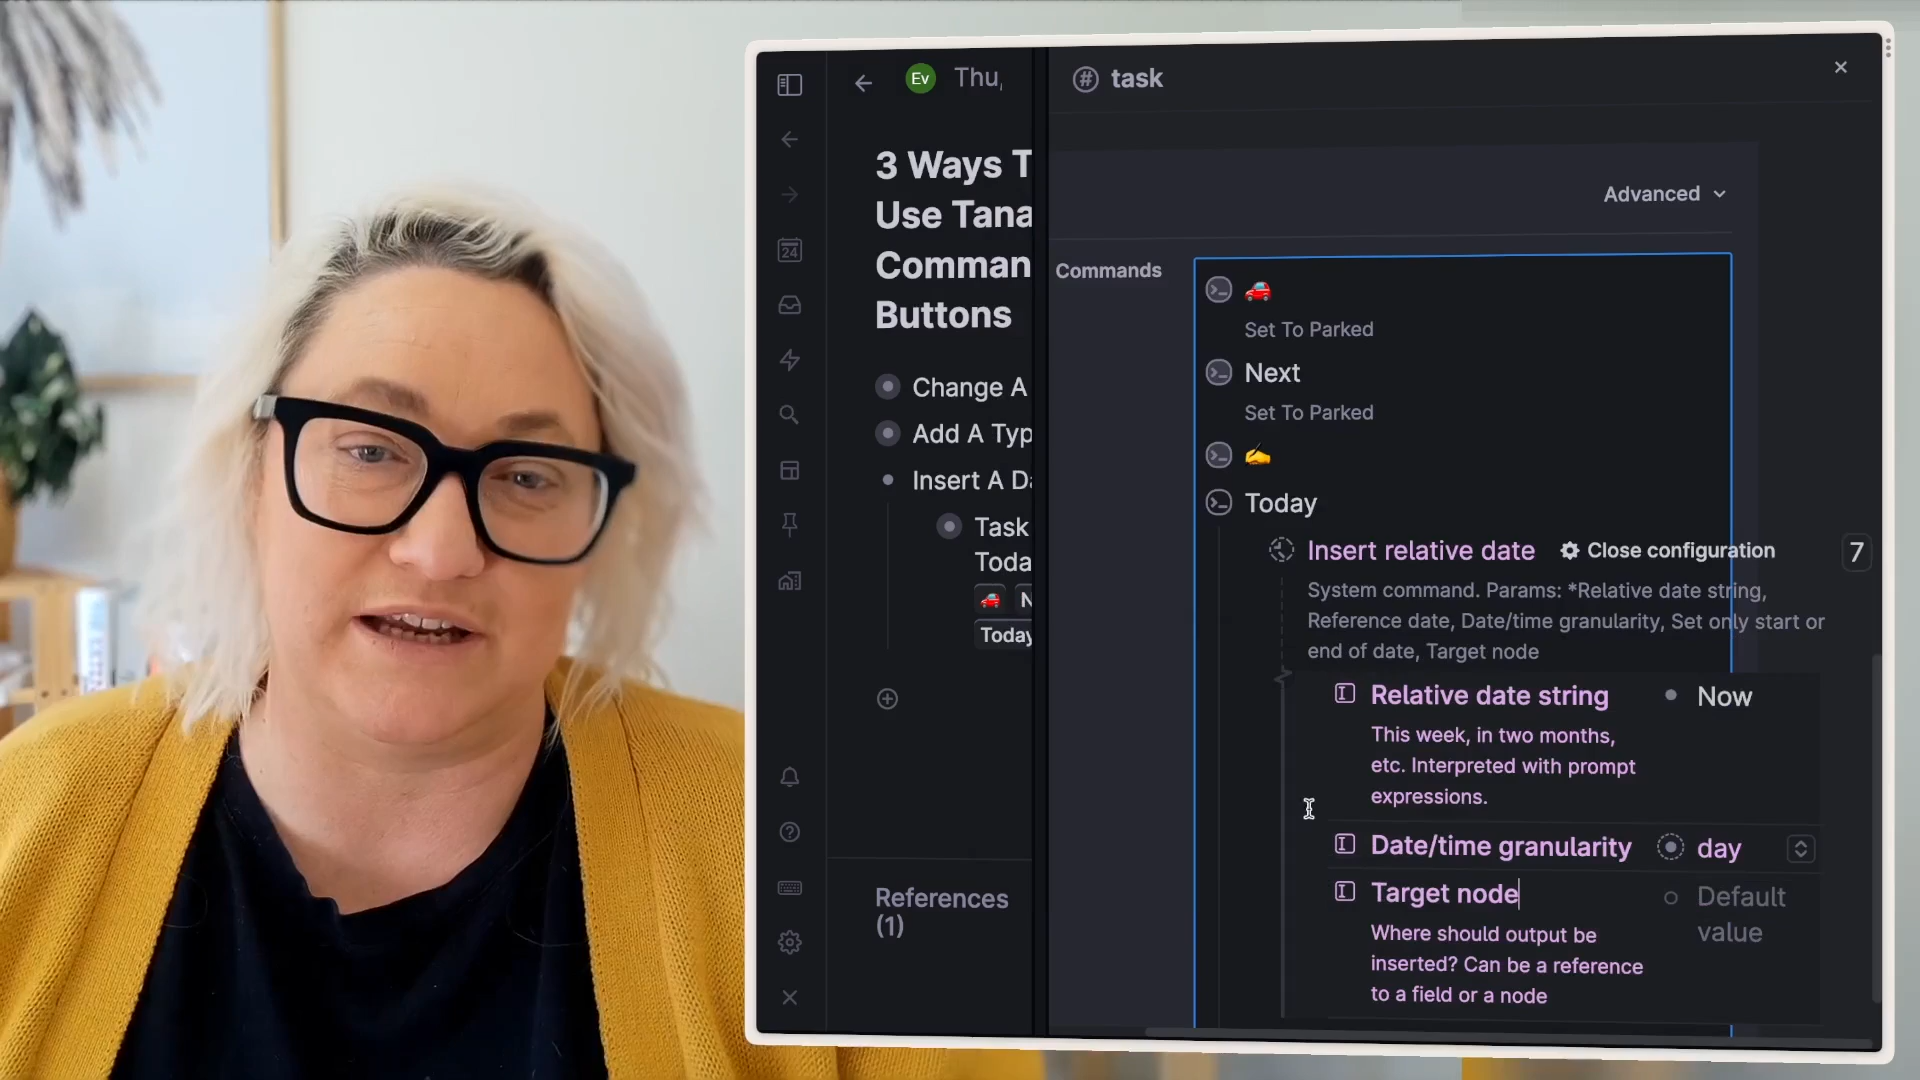 Ev Thu,
3 Ways T
Use Tana
Comman
Buttons
Change A
Add A Typ
Insert A Da
Task
Toda
🚗 N
Today
References
(1)
24
# task
Advanced
Commands
🚗
Set To Parked
Next
Set To Parked
✍️
Today
Insert relative date Close configuration 7
System command. Params: *Relative date string,
Reference date, Date/time granularity, Set only start or
end of date, Target node
Relative date string Now
This week, in two months,
etc. Interpreted with prompt
expressions.
Date/time granularity day
Target node Default
value
Where should output be
inserted? Can be a reference
to a field or a node